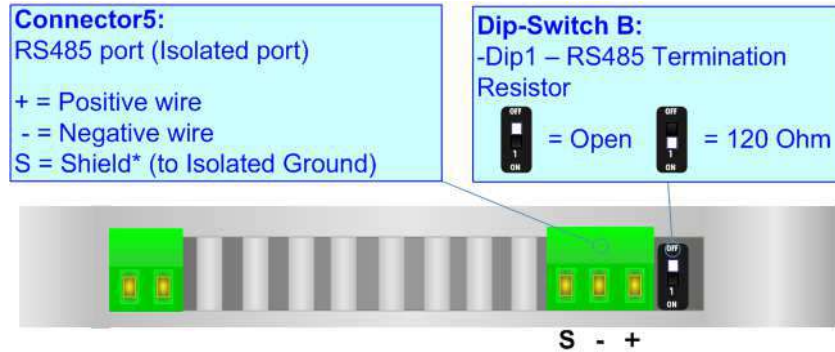 Connector5:
RS485 port (Isolated port)
+ = Positive wire
- = Negative wire
S = Shield* (to Isolated Ground)
Dip-Switch B:
-Dip1 – RS485 Termination
Resistor
OFF
1
ON
= Open
OFF
1
ON
= 120 Ohm
OFF
1
ON
S - +